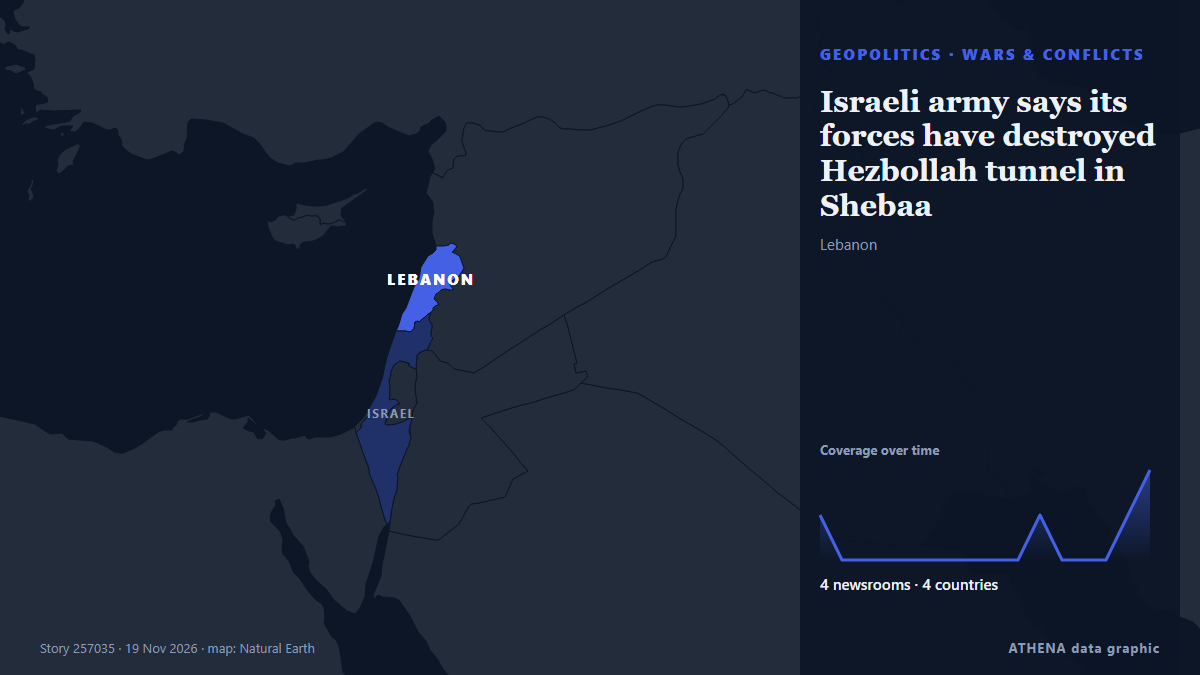 GEOPOLITICS · WARS & CONFLICTS
Israeli army says its
forces have destroyed
Hezbollah tunnel in
Shebaa
Lebanon
LEBANON
ISRAEL
Coverage over time
4 newsrooms · 4 countries
Story 257035 · 19 Nov 2026 · map: Natural Earth
ATHENA data graphic